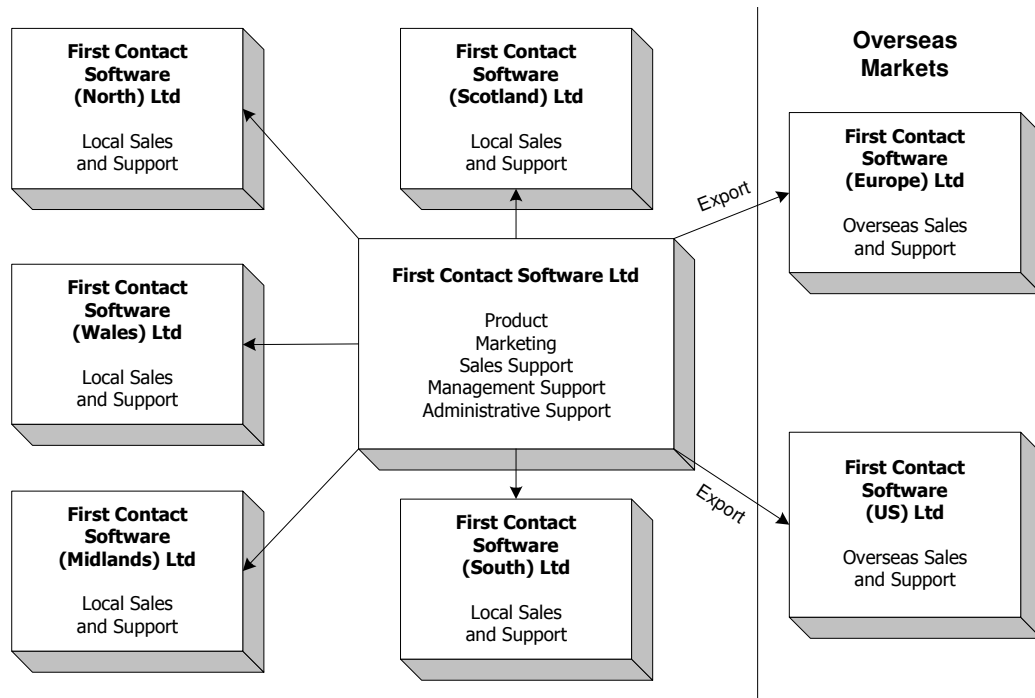 First Contact
Software
(North) Ltd
Local Sales
and Support
First Contact
Software
(Scotland) Ltd
Local Sales
and Support
Overseas
Markets
First Contact
Software
(Europe) Ltd
Overseas Sales
and Support
Export
First Contact Software Ltd
Product
Marketing
Sales Support
Management Support
Administrative Support
First Contact
Software
(Wales) Ltd
Local Sales
and Support
First Contact
Software
(US) Ltd
Overseas Sales
and Support
Export
First Contact
Software
(Midlands) Ltd
Local Sales
and Support
First Contact
Software
(South) Ltd
Local Sales
and Support